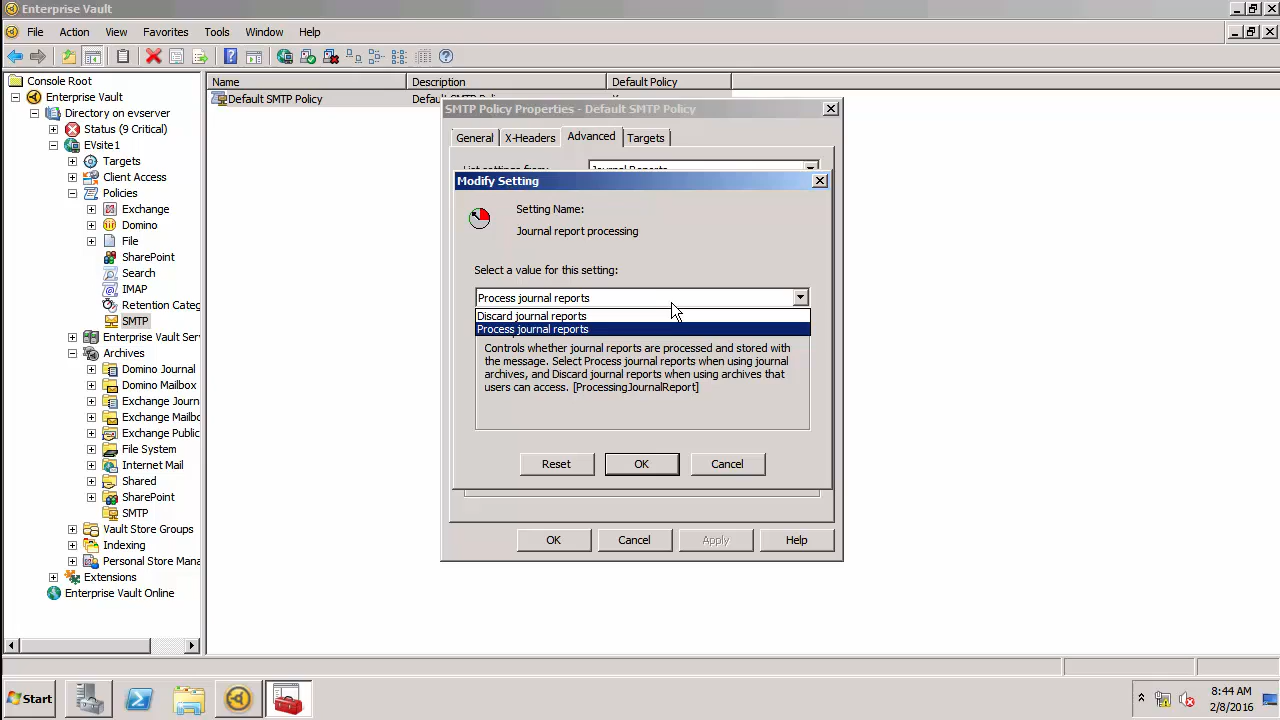 Enterprise Vault
File Action View Favorites Tools Window Help
Console Root
Enterprise Vault
Directory on evserver
Status (9 Critical)
EVsite1
Targets
Client Access
Policies
Exchange
Domino
File
SharePoint
Search
IMAP
Retention Categ
SMTP
Enterprise Vault Serv
Archives
Domino Journal
Domino Mailbox
Exchange Journ
Exchange Mailbo
Exchange Public
File System
Internet Mail
Shared
SharePoint
SMTP
Vault Store Groups
Indexing
Personal Store Mana
Extensions
Enterprise Vault Online
Name Description Default Policy
Default SMTP Policy
SMTP Policy Properties - Default SMTP Policy
General X-Headers Advanced Targets
Modify Setting
Setting Name:
Journal report processing
Select a value for this setting:
Process journal reports
Discard journal reports
Process journal reports
Controls whether journal reports are processed and stored with
the message. Select Process journal reports when using journal
archives, and Discard journal reports when using archives that
users can access. [ProcessingJournalReport]
Reset OK Cancel
OK Cancel Apply Help
Start
8:44 AM
2/8/2016